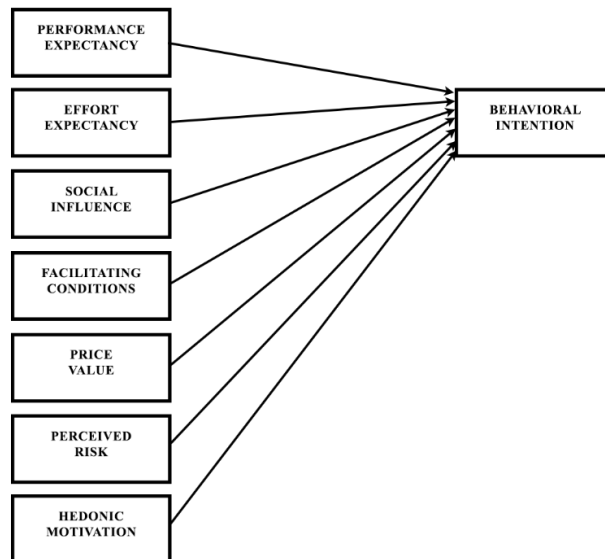 PERFORMANCE
EXPECTANCY
EFFORT
EXPECTANCY
BEHAVIORAL
INTENTION
SOCIAL
INFLUENCE
FACILITATING
CONDITIONS
PRICE
VALUE
PERCEIVED
RISK
HEDONIC
MOTIVATION